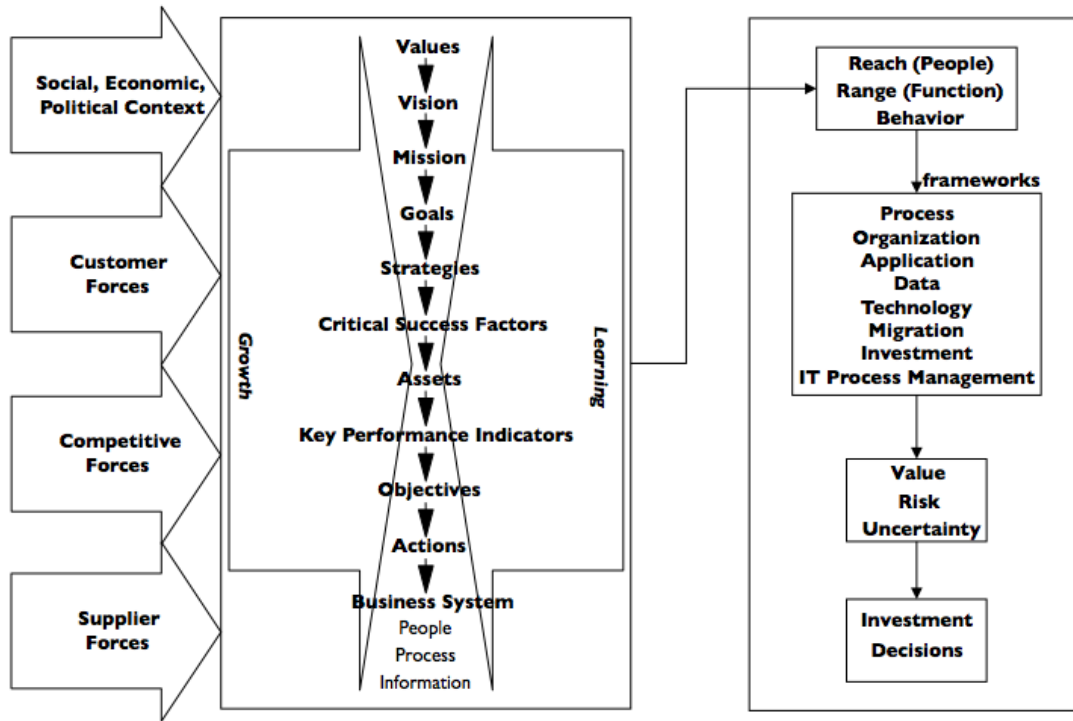 Social, Economic,
Political Context
Customer
Forces
Competitive
Forces
Supplier
Forces
Values
Vision
Mission
Goals
Strategies
Critical Success Factors
Assets
Key Performance Indicators
Objectives
Actions
Business System
People
Process
Information
Growth
Learning
Reach (People)
Range (Function)
Behavior
frameworks
Process
Organization
Application
Data
Technology
Migration
Investment
IT Process Management
Value
Risk
Uncertainty
Investment
Decisions